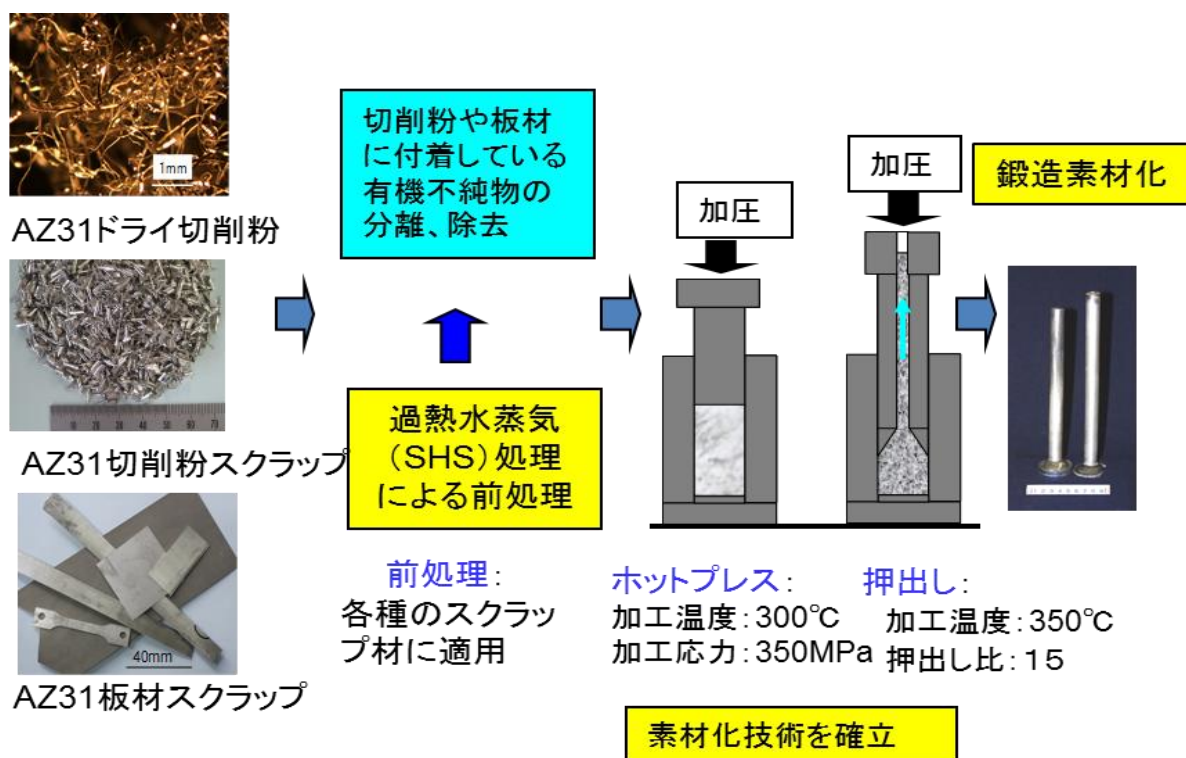 1mm
AZ31ドライ切削粉
10 20 30 40 50 60 70
AZ31切削粉スクラップ
40mm
AZ31板材スクラップ
切削粉や板材
に付着している
有機不純物の
分離、除去
過熱水蒸気
(SHS)処理
による前処理
前処理:
各種のスクラッ
プ材に適用
加圧
ホットプレス:
加工温度:300℃
加工応力:350MPa
加圧
押出し:
加工温度:350℃
押出し比:15
鍛造素材化
素材化技術を確立